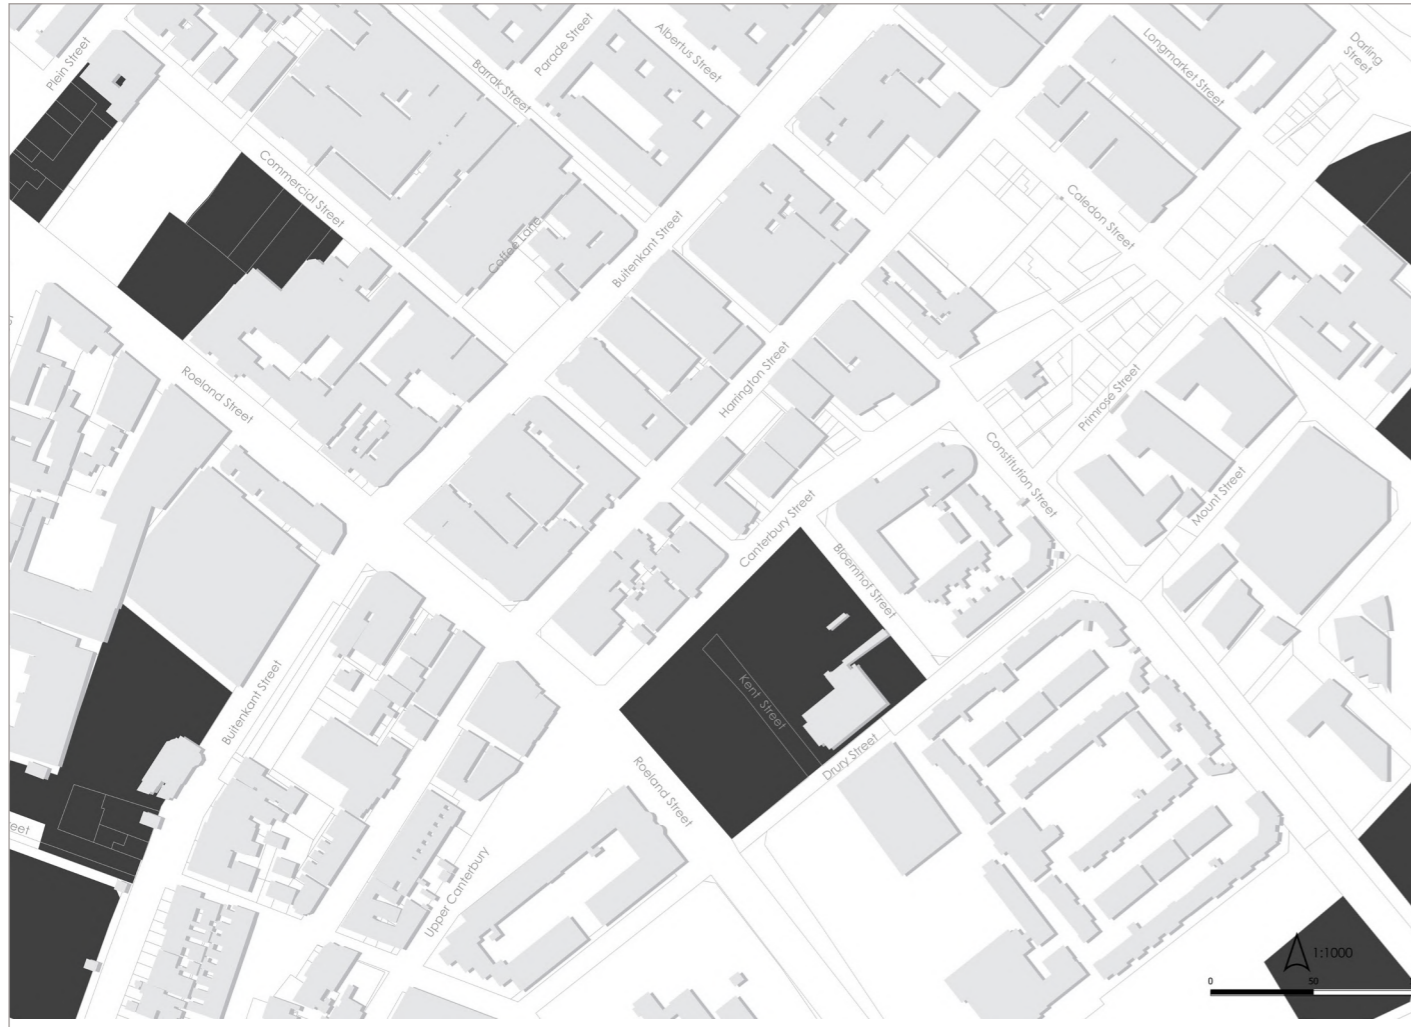 Plein Street
Barrak Street
Parade Street
Albertus Street
Longmarket Street
Darling
Street
Commercial Street
Coffee Lane
Buitenkant Street
Caledon Street
Roeland Street
Harrington Street
Primrose Street
Constitution Street
Mount Street
Canterbury Street
Bloemhof Street
Buitenkant Street
Kent Street
Drury Street
Roeland Street
Upper Canterbury
eet
1:1000
0
50